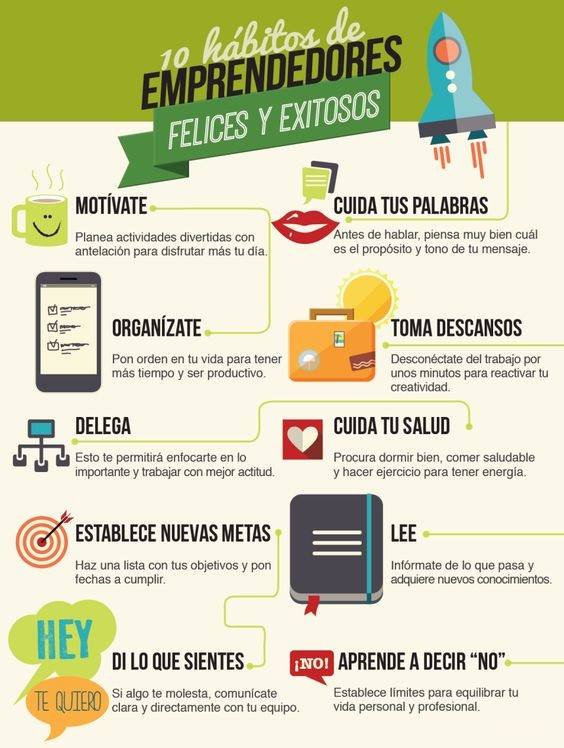 10 hábitos de
EMPRENDEDORES
FELICES Y EXITOSOS
MOTÍVATE
Planea actividades divertidas con
antelación para disfrutar más tu día.
CUIDA TUS PALABRAS
Antes de hablar, piensa muy bien cuál
es el propósito y tono de tu mensaje.
ORGANÍZATE
Pon orden en tu vida para tener
más tiempo y ser productivo.
TOMA DESCANSOS
Desconéctate del trabajo por
unos minutos para reactivar tu
creatividad.
DELEGA
Esto te permitirá enfocarte en lo
importante y trabajar con mejor actitud.
CUIDA TU SALUD
Procura dormir bien, comer saludable
y hacer ejercicio para tener energía.
ESTABLECE NUEVAS METAS
Haz una lista con tus objetivos y pon
fechas a cumplir.
LEE
Infórmate de lo que pasa y
adquiere nuevos conocimientos.
HEY
TE QUIERO
DI LO QUE SIENTES
Si algo te molesta, comunícate
clara y directamente con tu equipo.
¡NO!
APRENDE A DECIR “NO”
Establece límites para equilibrar tu
vida personal y profesional.